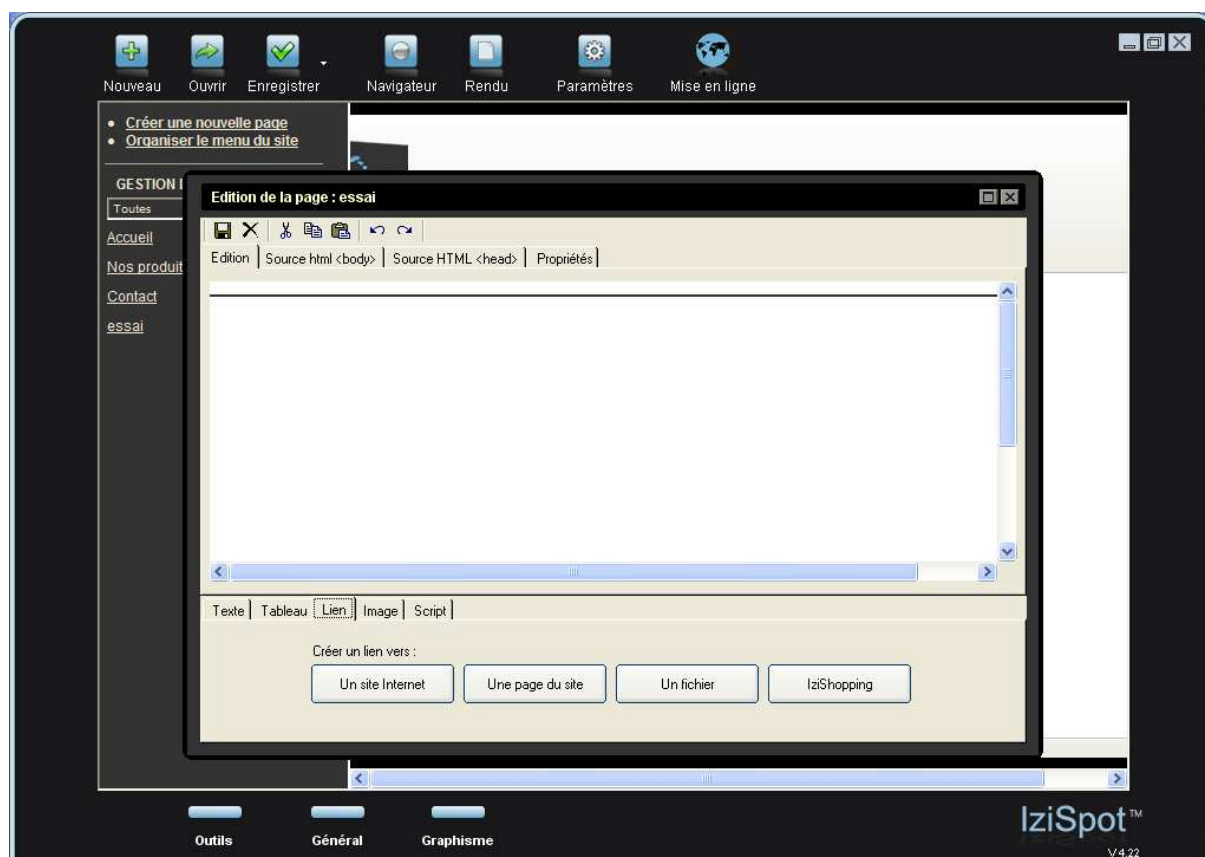 Nouveau Ouvrir Enregistrer Navigateur Rendu Paramètres Mise en ligne
Créer une nouvelle page
Organiser le menu du site
GESTION
Toutes
Accueil
Nos produit
Contact
essai
Edition de la page : essai
Edition Source html <body> Source HTML <head> Propriétés
Texte Tableau Lien Image Script
Créer un lien vers :
Un site Internet Une page du site Un fichier IziShopping
Outils Général Graphisme
IziSpot™
V4.22